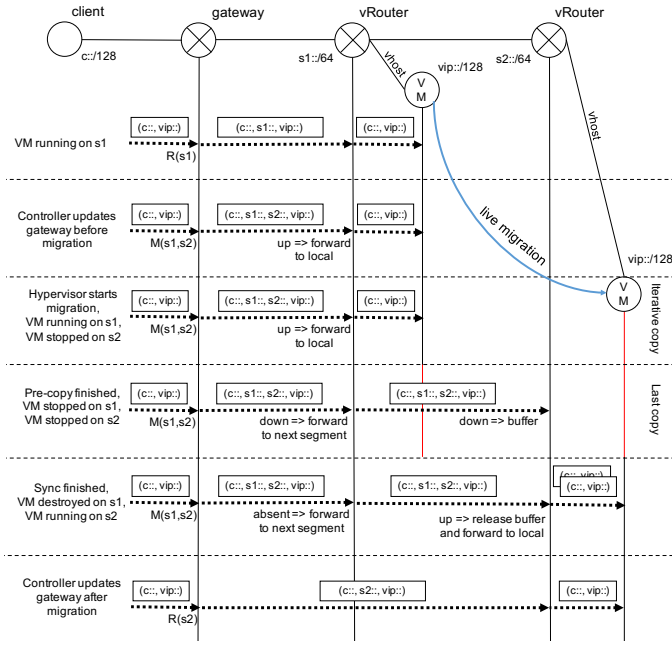 client
gateway
vRouter
vRouter
c::/128
s1::/64
vhost
vip::/128
s2::/64
V
M
vhost
(c::, vip::)
(c::, s1::, vip::)
(c::, vip::)
VM running on s1
R(s1)
live migration
Controller updates
gateway before
migration
(c::, vip::)
(c::, s1::, s2::, vip::)
(c::, vip::)
M(s1,s2)
up => forward
to local
vip::/128
V
M
Hypervisor starts
migration,
VM running on s1,
VM stopped on s2
(c::, vip::)
(c::, s1::, s2::, vip::)
(c::, vip::)
M(s1,s2)
up => forward
to local
Iterative copy
Pre-copy finished,
VM stopped on s1,
VM stopped on s2
(c::, vip::)
(c::, s1::, s2::, vip::)
(c::, s1::, s2::, vip::)
M(s1,s2)
down => forward
to next segment
down => buffer
Last copy
Sync finished,
VM destroyed on s1,
VM running on s2
(c::, vip::)
(c::, s1::, s2::, vip::)
(c::, s1::, s2::, vip::)
(c::, vip::)
(c::, vip::)
M(s1,s2)
absent => forward
to next segment
up => release buffer
and forward to local
Controller updates
gateway after
migration
(c::, vip::)
(c::, s2::, vip::)
(c::, vip::)
R(s2)